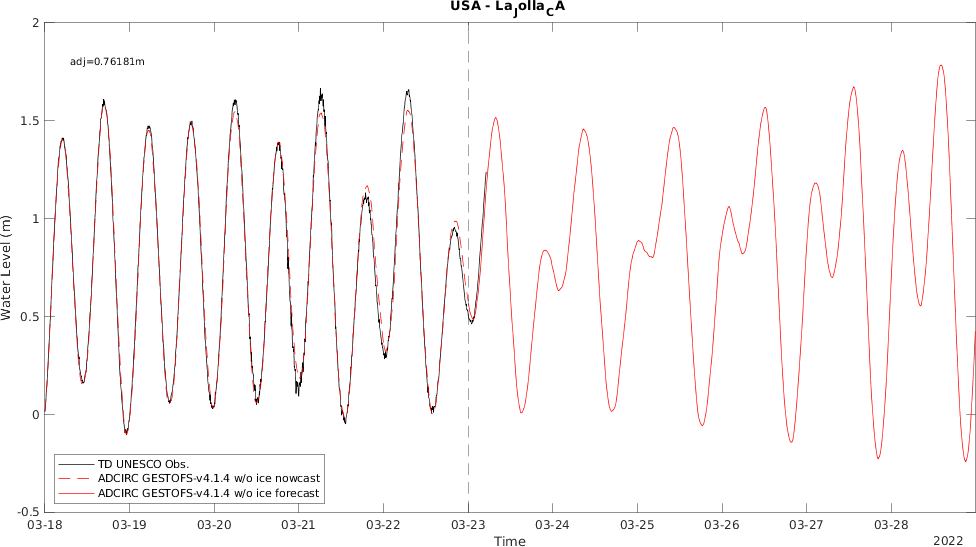 USA - LaJollaCA
adj=0.76181m
2
1.5
1
0.5
0
-0.5
Water Level (m)
TD UNESCO Obs.
ADCIRC GESTOFS-v4.1.4 w/o ice nowcast
ADCIRC GESTOFS-v4.1.4 w/o ice forecast
03-18 03-19 03-20 03-21 03-22 03-23 03-24 03-25 03-26 03-27 03-28
Time
2022